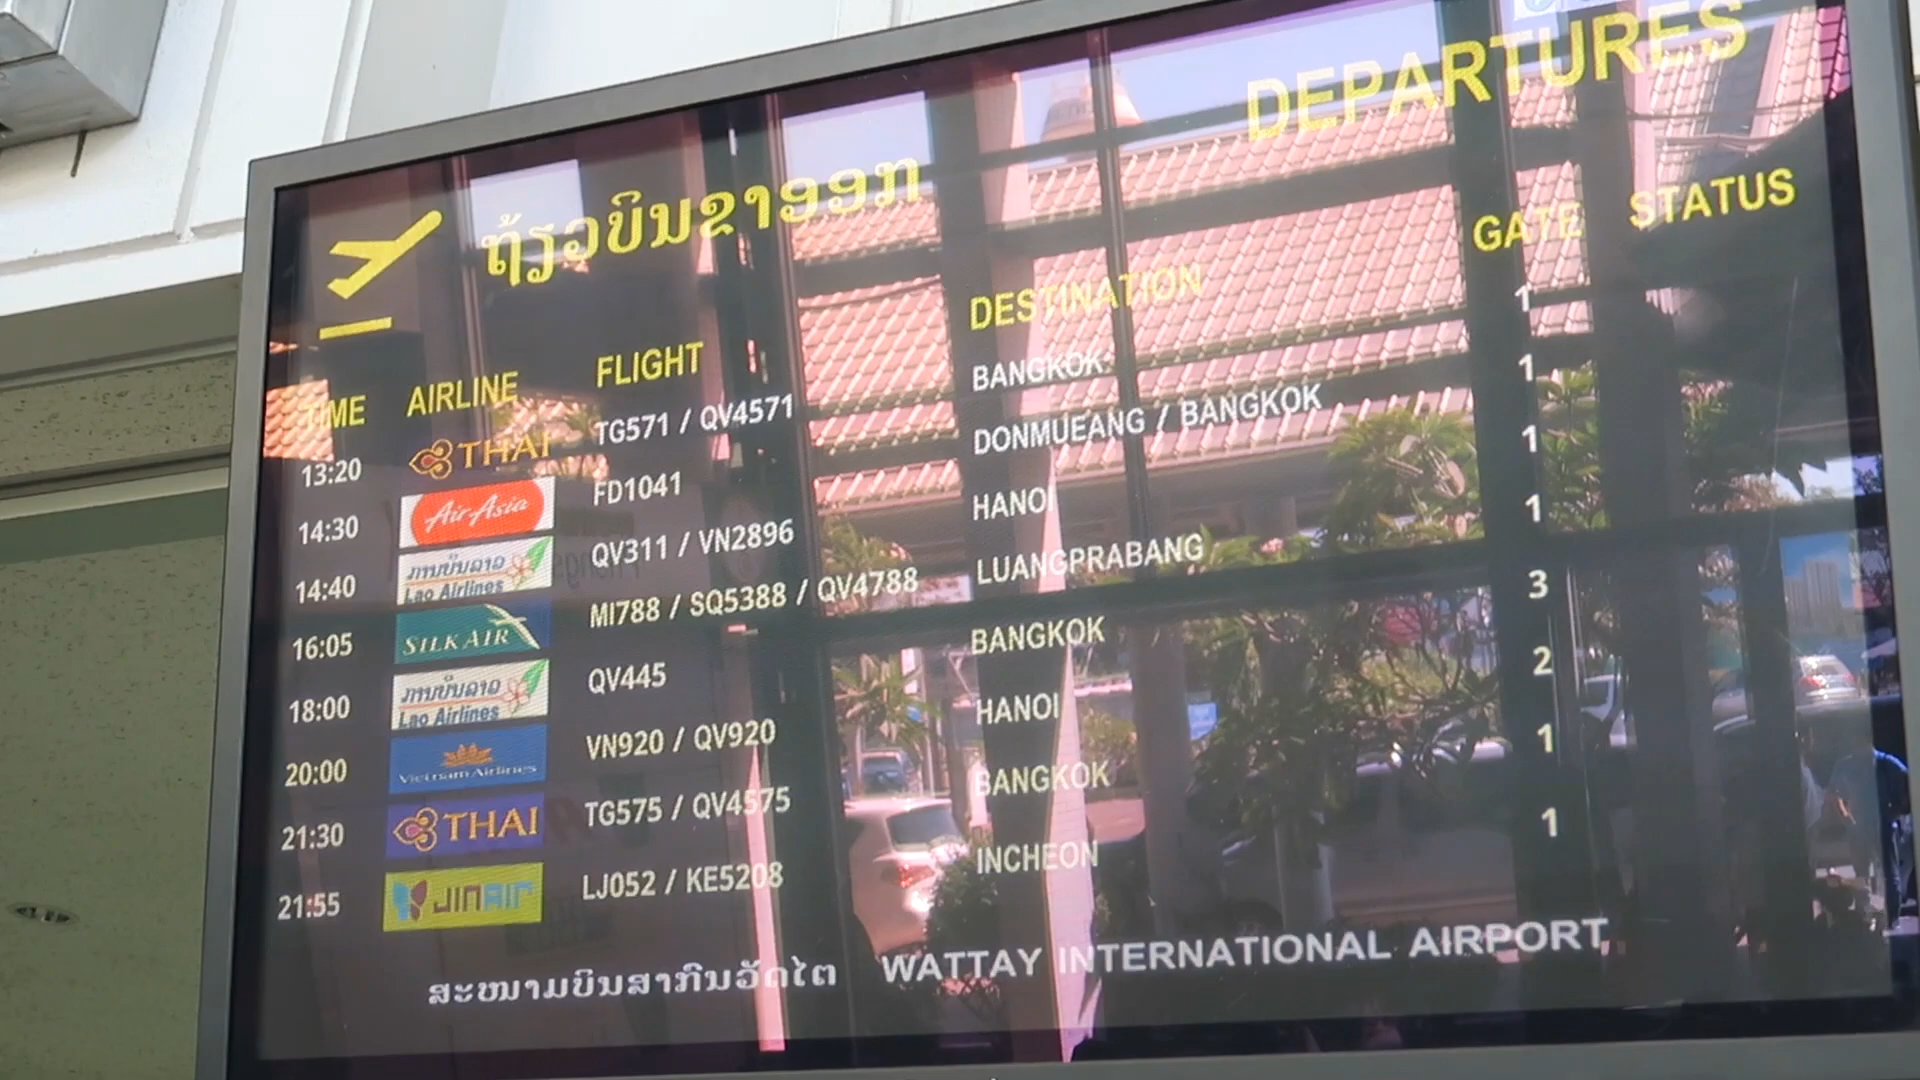 DEPARTURES
ຖ້ຽວບິນຂາອອກ
TIME AIRLINE FLIGHT DESTINATION GATE STATUS
13:20 THAI TG571 / QV4571 BANGKOK 1
14:30 AirAsia FD1041 DONMUEANG / BANGKOK 1
14:40 ການບິນລາວ Lao Airlines QV311 / VN2896 HANOI 1
16:05 SILKAIR MI788 / SQ5388 / QV4788 LUANGPRABANG 1
18:00 ການບິນລາວ Lao Airlines QV445 BANGKOK 3
20:00 Vietnam Airlines VN920 / QV920 HANOI 2
21:30 THAI TG575 / QV4575 BANGKOK 1
21:55 JINAIR LJ052 / KE5208 INCHEON 1
ສະໜາມບິນສາກົນວັດໄຕ WATTAY INTERNATIONAL AIRPORT